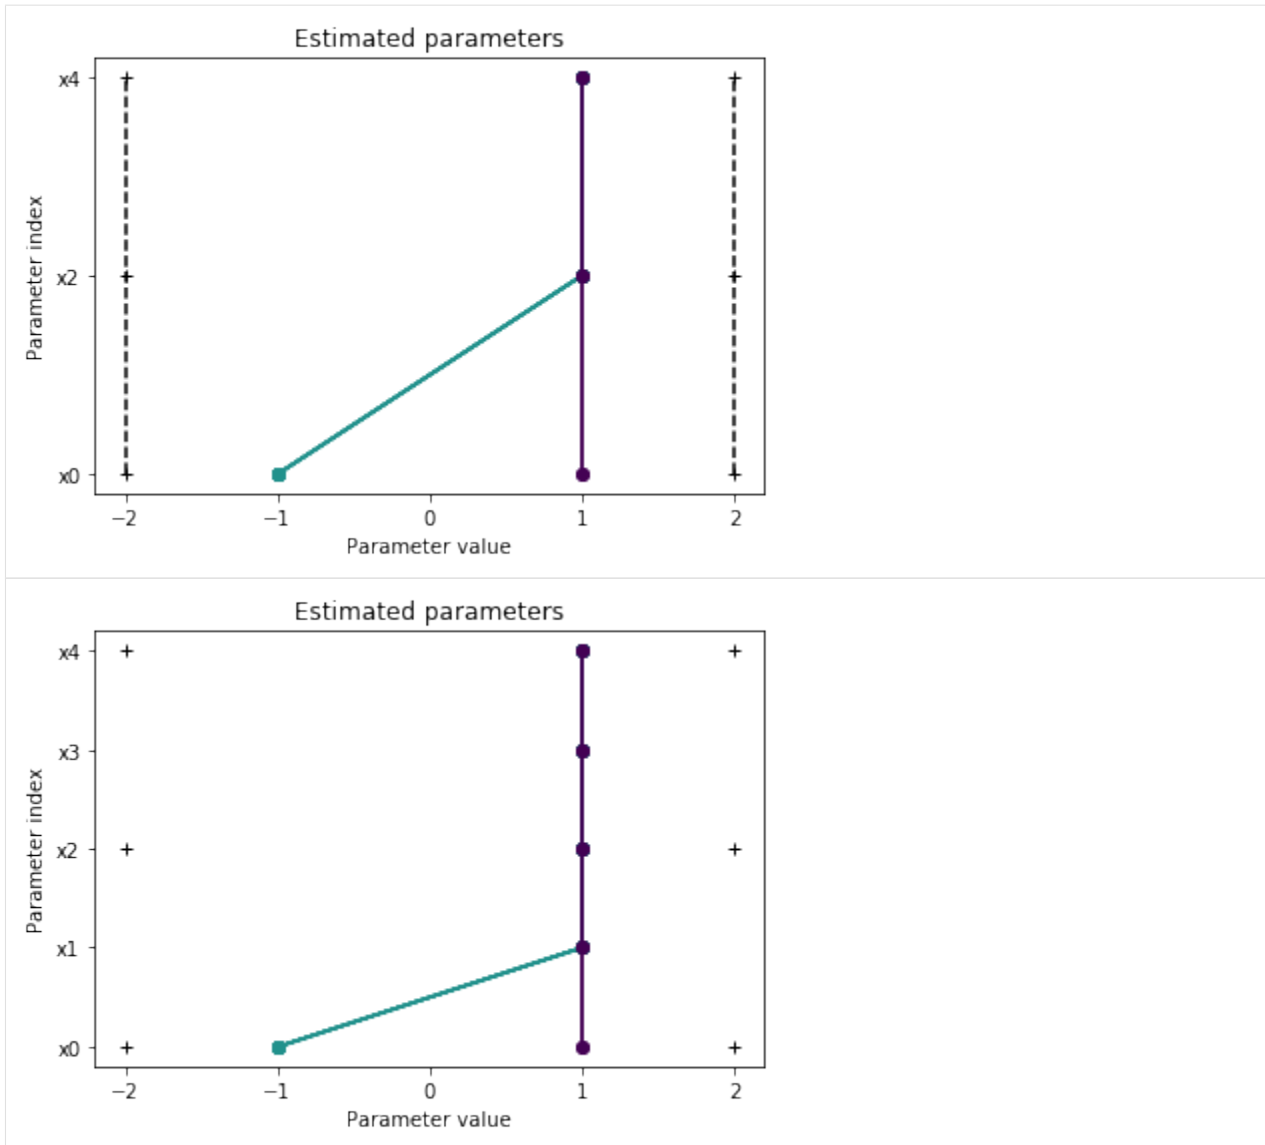 Estimated parameters
x4
x2
x0
Parameter index
−2 −1 0 1 2
Parameter value
Estimated parameters
x4
x3
x2
x1
x0
Parameter index
−2 −1 0 1 2
Parameter value